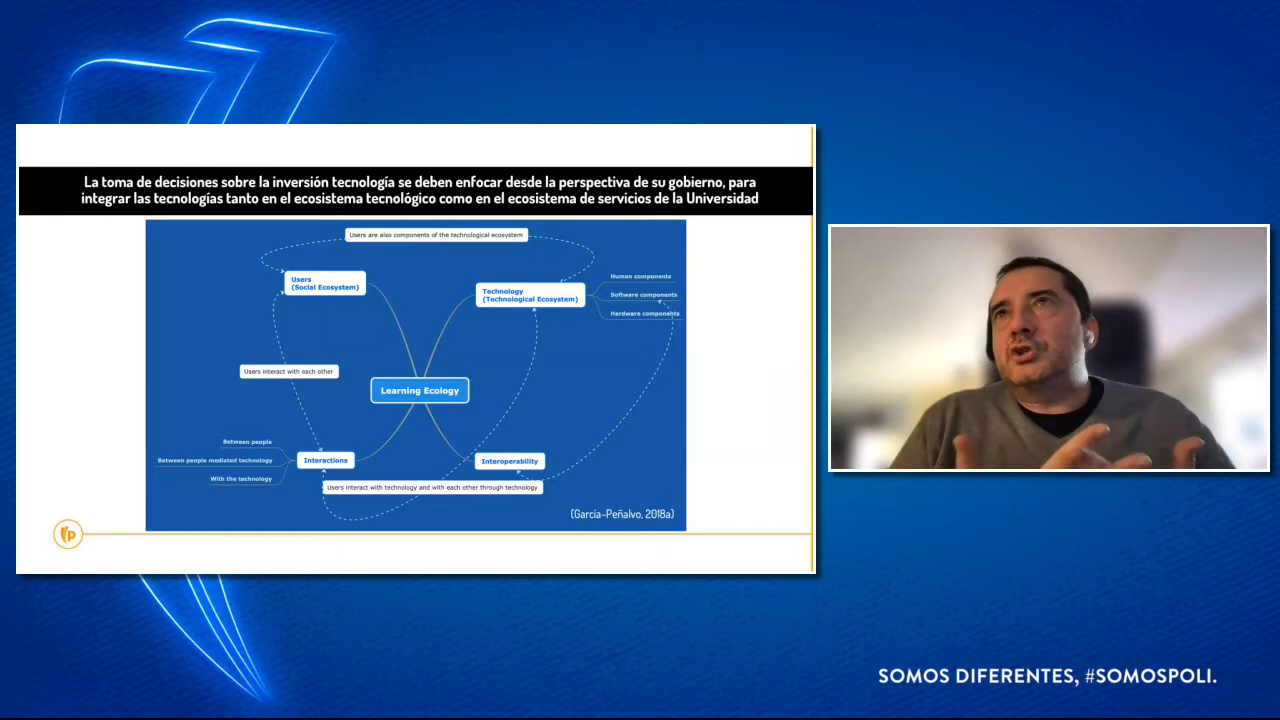 La toma de decisiones sobre la inversión tecnología se deben enfocar desde la perspectiva de su gobierno, para
integrar las tecnologías tanto en el ecosistema tecnológico como en el ecosistema de servicios de la Universidad
Users are also components of the technological ecosystem
Users
(Social Ecosystem)
Technology
(Technological Ecosystem)
Human components
Software components
Hardware components
Users interact with each other
Learning Ecology
Between people
Between people mediated technology
With the technology
Interactions
Interoperability
Users interact with technology and with each other through technology
(García-Peñalvo, 2018a)
p
SOMOS DIFERENTES, #SOMOSPOLI.